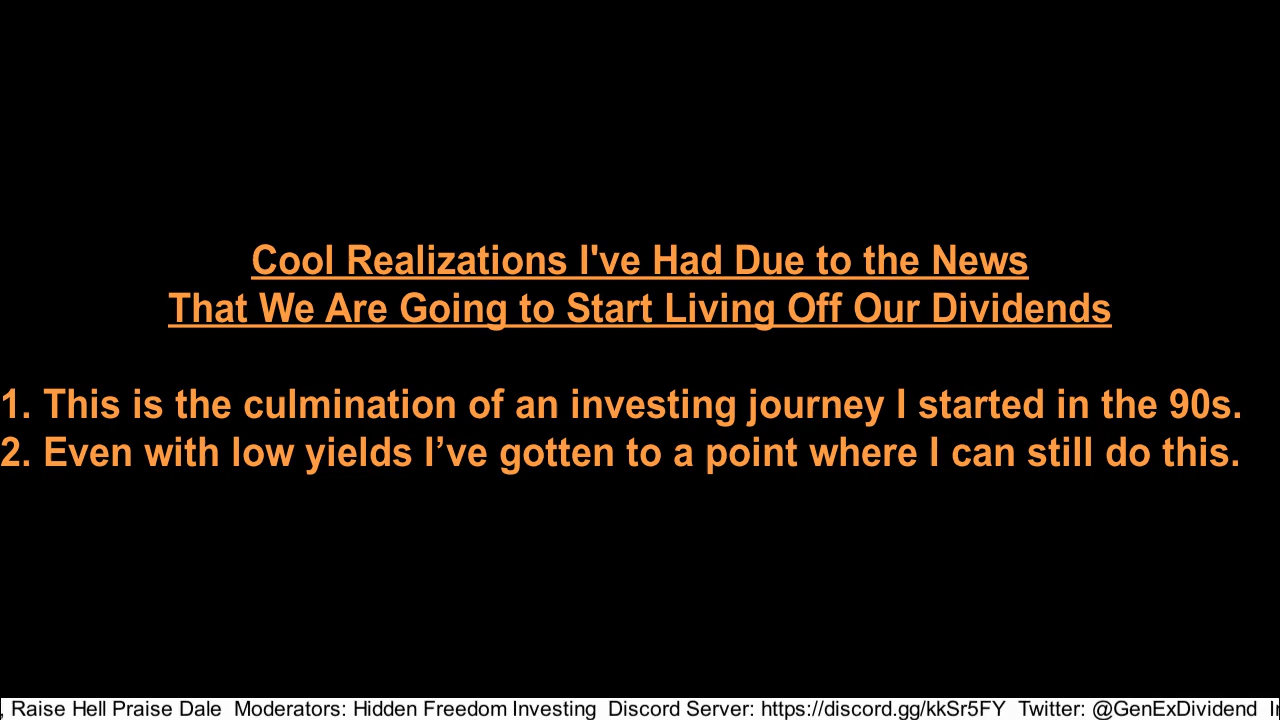 Cool Realizations I've Had Due to the News
That We Are Going to Start Living Off Our Dividends
1. This is the culmination of an investing journey I started in the 90s.
2. Even with low yields I’ve gotten to a point where I can still do this.
, Raise Hell Praise Dale  Moderators: Hidden Freedom Investing  Discord Server: https://discord.gg/kkSr5FY  Twitter: @GenExDividend